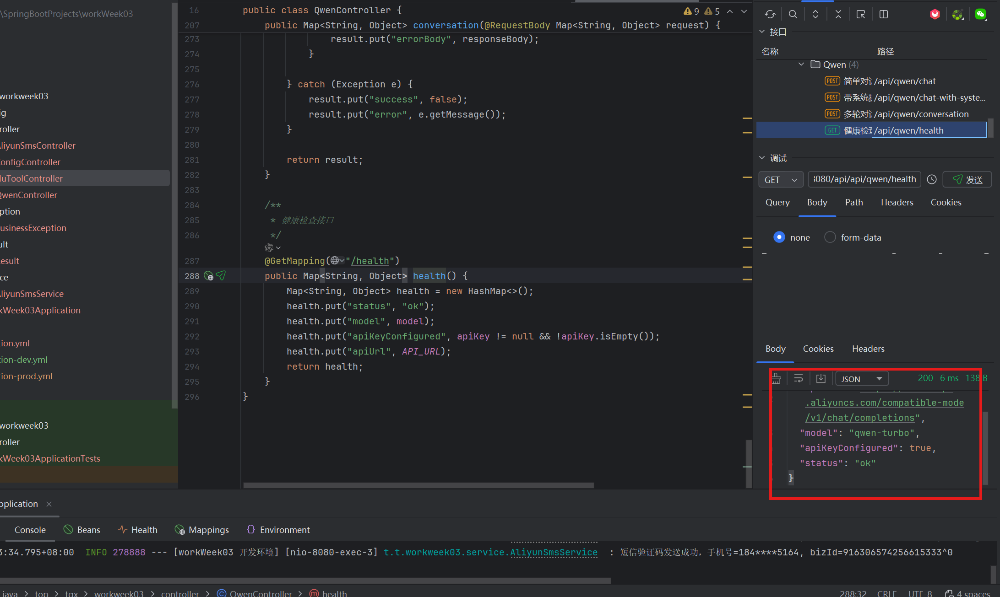 \SpringBootProjects\workWeek03
workweek03
ig
roller
AliyunSmsController
ConfigController
HuToolController
QwenController
ption
BusinessException
ult
Result
ce
AliyunSmsService
kWeek03Application
tion.yml
tion-dev.yml
tion-prod.yml
workweek03
roller
kWeek03ApplicationTests
16 public class QwenController {
9 5
207 public Map<String, Object> conversation(@RequestBody Map<String, Object> request) {
273 result.put("errorBody", responseBody);
274 }
275
276 } catch (Exception e) {
277 result.put("success", false);
278 result.put("error", e.getMessage());
279 }
280
281 return result;
282 }
283
284 /**
285 * 健康检查接口
286 */
287 @GetMapping("/health")
288 public Map<String, Object> health() {
289 Map<String, Object> health = new HashMap<>();
290 health.put("status", "ok");
291 health.put("model", model);
292 health.put("apiKeyConfigured", apiKey != null && !apiKey.isEmpty());
293 health.put("apiUrl", API_URL);
294 return health;
295 }
296 }
接口
名称 路径
Qwen (4)
POST 简单对 /api/qwen/chat
POST 带系统 /api/qwen/chat-with-syste...
POST 多轮对 /api/qwen/conversation
GET 健康检查 /api/qwen/health
调试
GET 8080/api/api/qwen/health 发送
Query Body Path Headers Cookies
none form-data
Body Cookies Headers
JSON 200 6 ms 138 B
.aliyuncs.com/compatible-mode
/v1/chat/completions",
"model": "qwen-turbo",
"apiKeyConfigured": true,
"status": "ok"
}
pplication
Console Beans Health Mappings Environment
3:34.795+08:00 INFO 278888 --- [workWeek03 开发环境] [nio-8080-exec-3] t.t.workweek03.service.AliyunSmsService : 短信验证码发送成功，手机号=184****5164, bizId=916306574256615333^0
java > top > tqx > workweek03 > controller > QwenController > health
288:32 CRLF UTF-8 4 spaces